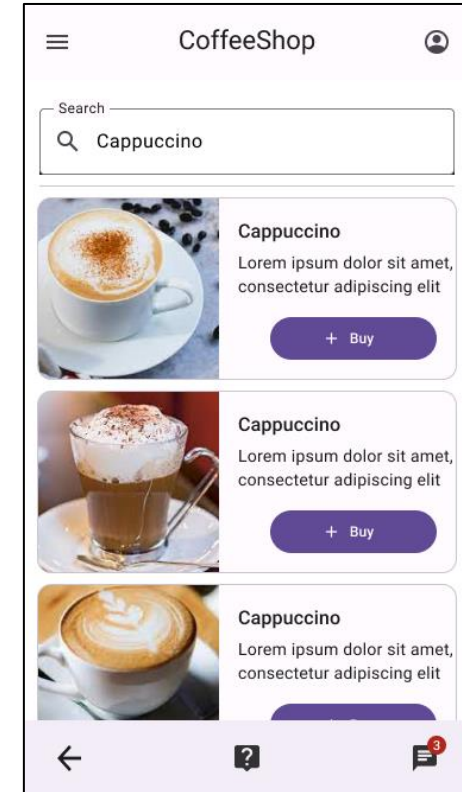 CoffeeShop
Search
Cappuccino
Cappuccino
Lorem ipsum dolor sit amet,
consectetur adipiscing elit
+ Buy
Cappuccino
Lorem ipsum dolor sit amet,
consectetur adipiscing elit
+ Buy
Cappuccino
Lorem ipsum dolor sit amet,
consectetur adipiscing elit
?
3